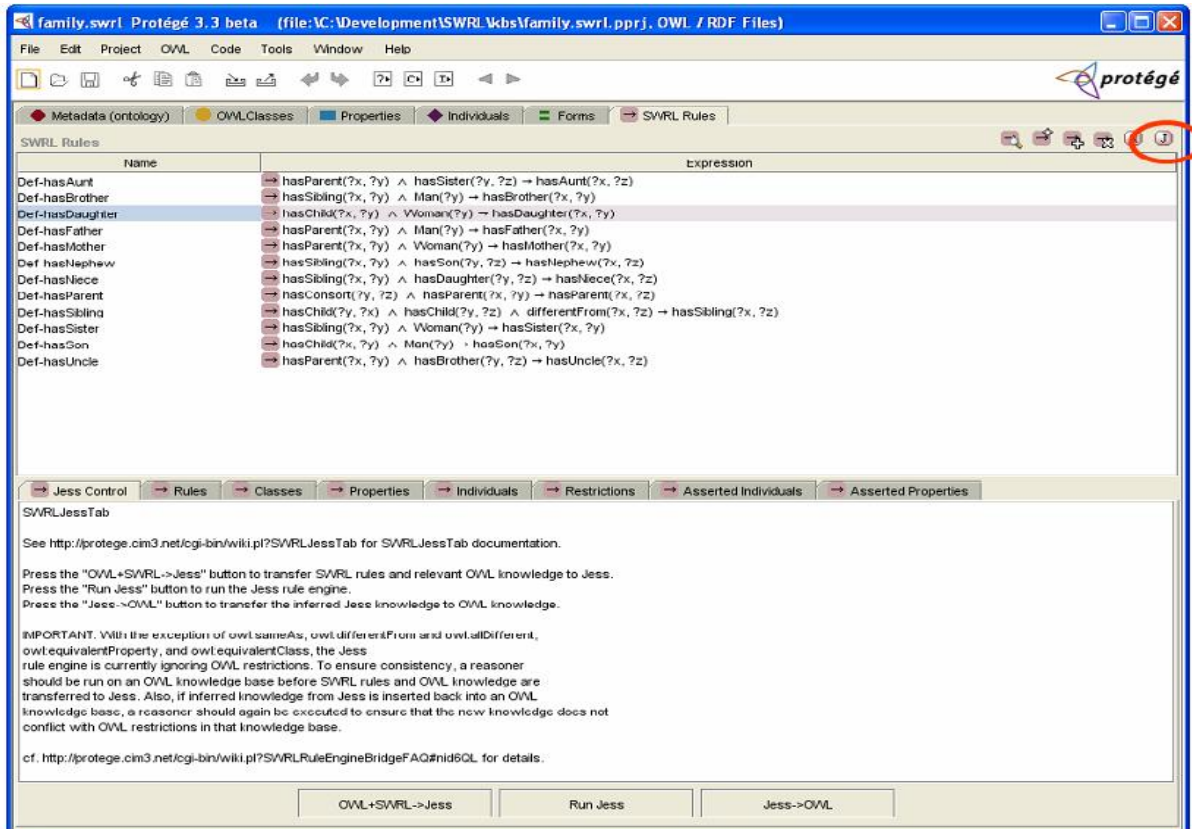 family.swrl Protégé 3.3 beta (file:\C:\Development\SWRL\kbs\family.swrl.pprj, OWL / RDF Files)
File Edit Project OWL Code Tools Window Help
protégé
Metadata (ontology) OWLClasses Properties Individuals Forms SWRL Rules
SWRL Rules
Name Expression
Def-hasAunt hasParent(?x, ?y) ∧ hasSister(?y, ?z) → hasAunt(?x, ?z)
Def-hasBrother hasSibling(?x, ?y) ∧ Man(?y) → hasBrother(?x, ?y)
Def-hasDaughter hasChild(?x, ?y) ∧ Woman(?y) → hasDaughter(?x, ?y)
Def-hasFather hasParent(?x, ?y) ∧ Man(?y) → hasFather(?x, ?y)
Def-hasMother hasParent(?x, ?y) ∧ Woman(?y) → hasMother(?x, ?y)
Def-hasNephew hasSibling(?x, ?y) ∧ hasSon(?y, ?z) → hasNephew(?x, ?z)
Def-hasNiece hasSibling(?x, ?y) ∧ hasDaughter(?y, ?z) → hasNiece(?x, ?z)
Def-hasParent hasConsort(?y, ?z) ∧ hasParent(?x, ?y) → hasParent(?x, ?z)
Def-hasSibling hasChild(?y, ?x) ∧ hasChild(?y, ?z) ∧ differentFrom(?x, ?z) → hasSibling(?x, ?z)
Def-hasSister hasSibling(?x, ?y) ∧ Woman(?y) → hasSister(?x, ?y)
Def-hasSon hasChild(?x, ?y) ∧ Man(?y) → hasSon(?x, ?y)
Def-hasUncle hasParent(?x, ?y) ∧ hasBrother(?y, ?z) → hasUncle(?x, ?z)
Jess Control Rules Classes Properties Individuals Restrictions Asserted Individuals Asserted Properties
SWRLJessTab
See http://protege.cim3.net/cgi-bin/wiki.pl?SWRLJessTab for SWRLJessTab documentation.
Press the "OWL+SWRL->Jess" button to transfer SWRL rules and relevant OWL knowledge to Jess.
Press the "Run Jess" button to run the Jess rule engine.
Press the "Jess->OWL" button to transfer the inferred Jess knowledge to OWL knowledge.
IMPORTANT. With the exception of owl:sameAs, owl:differentFrom and owl:allDifferent,
owl:equivalentProperty, and owl:equivalentClass, the Jess
rule engine is currently ignoring OWL restrictions. To ensure consistency, a reasoner
should be run on an OWL knowledge base before SWRL rules and OWL knowledge are
transferred to Jess. Also, if inferred knowledge from Jess is inserted back into an OWL
knowledge base, a reasoner should again be executed to ensure that the new knowledge does not
conflict with OWL restrictions in that knowledge base.
cf. http://protege.cim3.net/cgi-bin/wiki.pl?SWRLRuleEngineBridgeFAQ#nid6QL for details.
OWL+SWRL->Jess Run Jess Jess->OWL